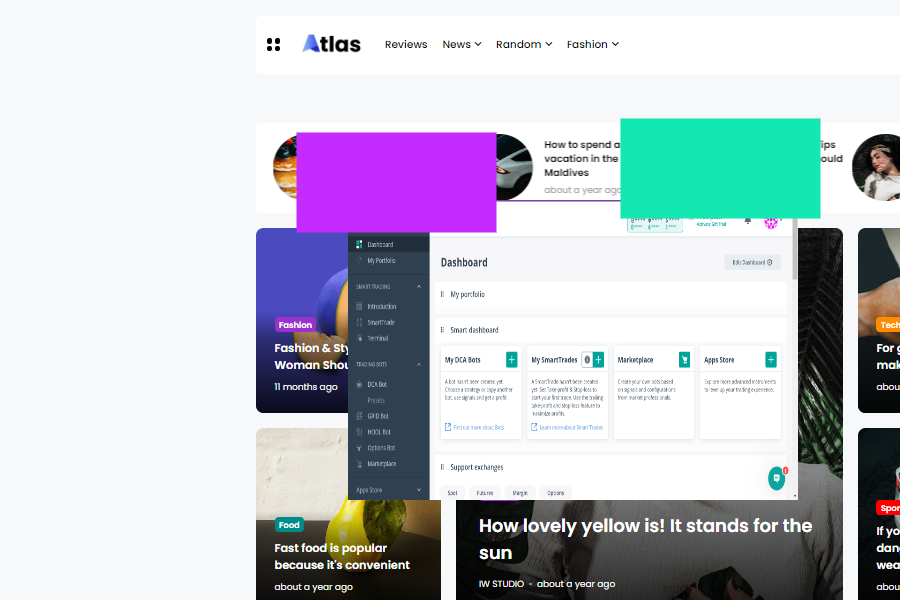 Atlas
Reviews
News
Random
Fashion
How to spend a
vacation in the
Maldives
about a year ago
ips
ould
Dashboard
My Portfolio
SMART TRADING
Introduction
SmartTrade
Terminal
TRADING BOTS
DCA Bot
Presets
GRID Bot
HODL Bot
Options Bot
Marketplace
Apps Store
Dashboard
Edit Dashboard
My portfolio
Smart dashboard
My DCA Bots
A bot hasn't been created yet.
Choose a strategy or copy another
bot, use signals and get a profit.
Find out more about Bots
My SmartTrades
A SmartTrade hasn't been created
yet. Set Take-profit & Stop-loss to
start your first trade. Use the trailing
take-profit and stop-loss feature to
maximize profits.
Learn more about SmartTrades
Marketplace
Create your own bots based
on signals and configurations
from market professionals.
Apps Store
Explore more advanced instruments
to level up your trading experience.
Support exchanges
Spot
Futures
Margin
Options
Fashion
Fashion & Sty
Woman Shou
11 months ago
Food
Fast food is popular
because it's convenient
about a year ago
How lovely yellow is! It stands for the
sun
IW STUDIO - about a year ago
Tech
For g
mak
abou
Spor
If yo
dang
wea
abou